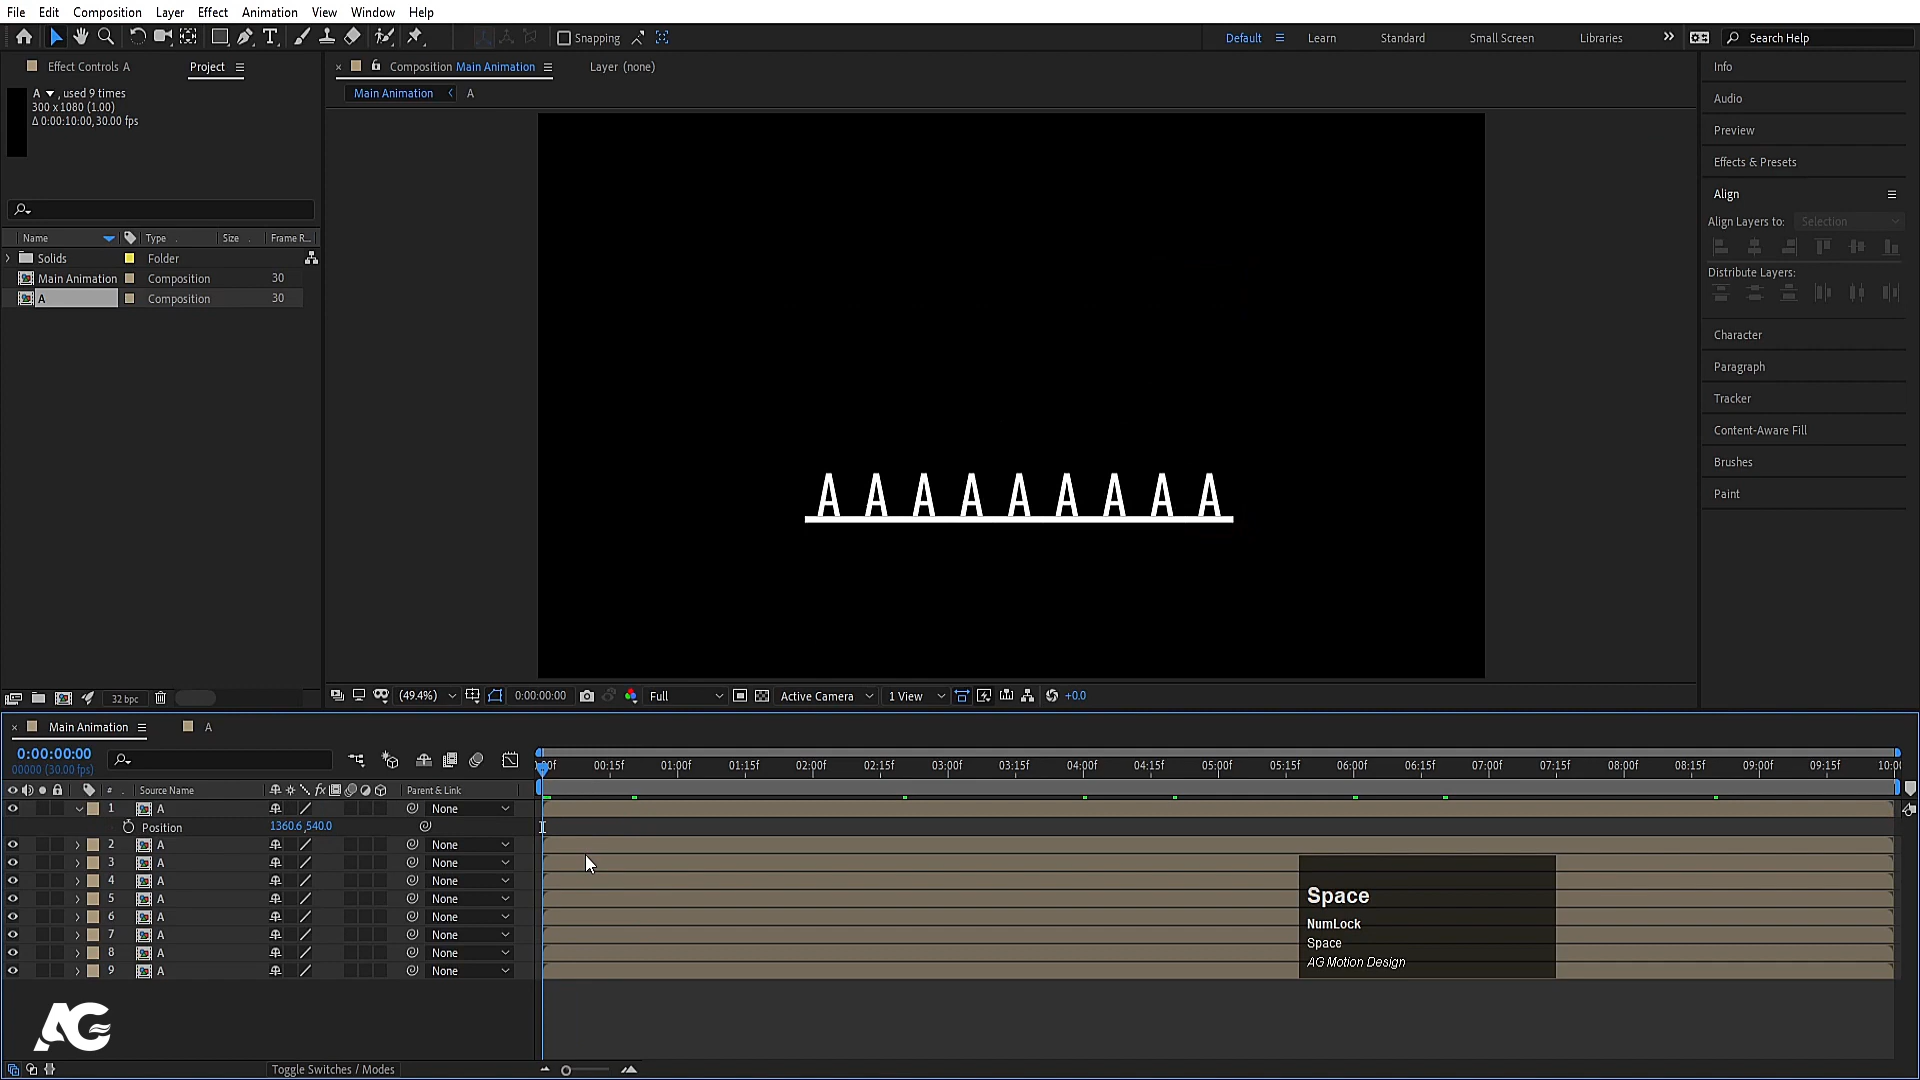 File Edit Composition Layer Effect Animation View Window Help
Snapping Default Learn Standard Small Screen Libraries Search Help
Effect Controls A Project Composition Main Animation Layer (none)
A , used 9 times
300 x 1080 (1.00)
Δ 0:00:10:00, 30.00 fps
Main Animation A
Name Type Size Frame R...
Solids Folder
Main Animation Composition 30
A Composition 30
32 bpc
A A A A A A A A A
(49.4%) 0:00:00:00 Full Active Camera 1 View +0.0
Info
Audio
Preview
Effects & Presets
Align
Align Layers to: Selection
Distribute Layers:
Character
Paragraph
Tracker
Content-Aware Fill
Brushes
Paint
Main Animation A
0:00:00:00
00000 (30.00 fps)
00:15f 01:00f 01:15f 02:00f 02:15f 03:00f 03:15f 04:00f 04:15f 05:00f 05:15f 06:00f 06:15f 07:00f 07:15f 08:00f 08:15f 09:00f 09:15f
# Source Name fx Parent & Link
1 A None
Position 1360.6,540.0
2 A None
3 A None
4 A None
5 A None
6 A None
7 A None
8 A None
9 A None
Space
NumLock
Space
AG Motion Design
AG
Toggle Switches / Modes